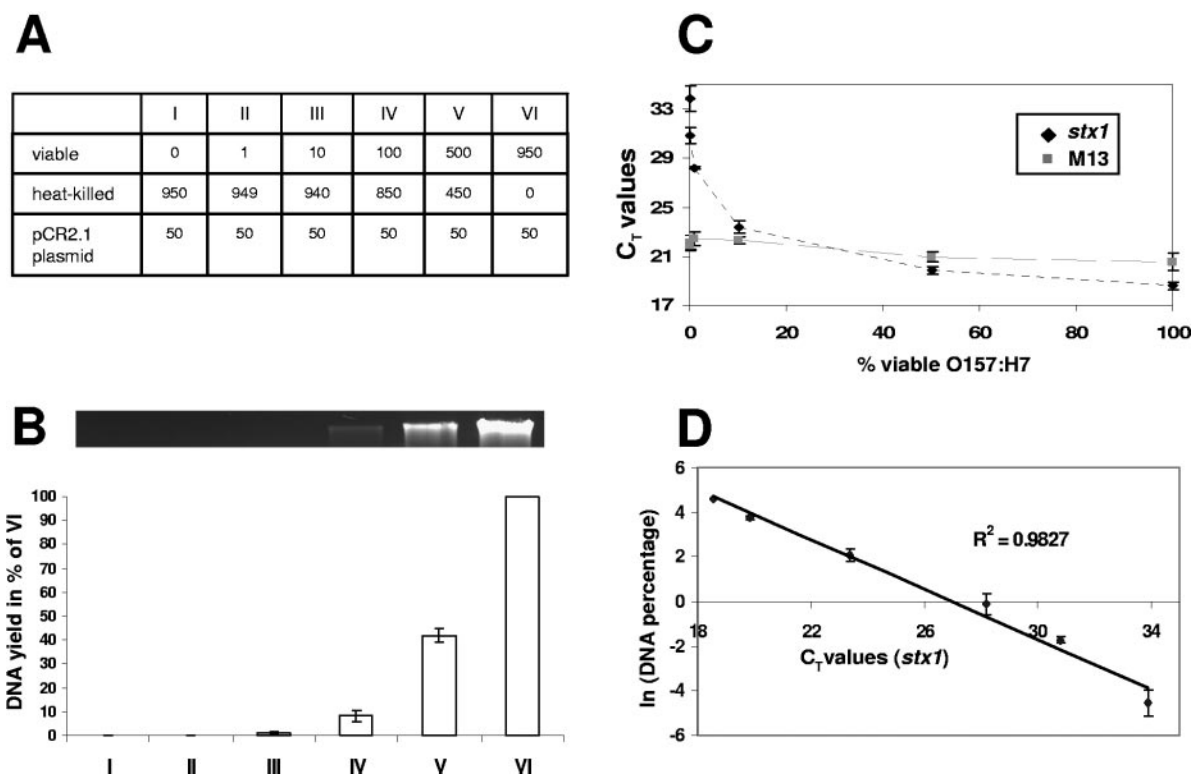 A
I II III IV V VI
viable 0 1 10 100 500 950
heat-killed 950 949 940 850 450 0
pCR2.1 50 50 50 50 50 50
plasmid
B
DNA yield in % of VI
100
90
80
70
60
50
40
30
20
10
0
I II III IV V VI
C
C_T values
33
29
25
21
17
0 20 40 60 80 100
% viable O157:H7
stx1
M13
D
ln (DNA percentage)
6
4
2
0
-2
-4
-6
18 22 26 30 34
C_T values (stx1)
R² = 0.9827